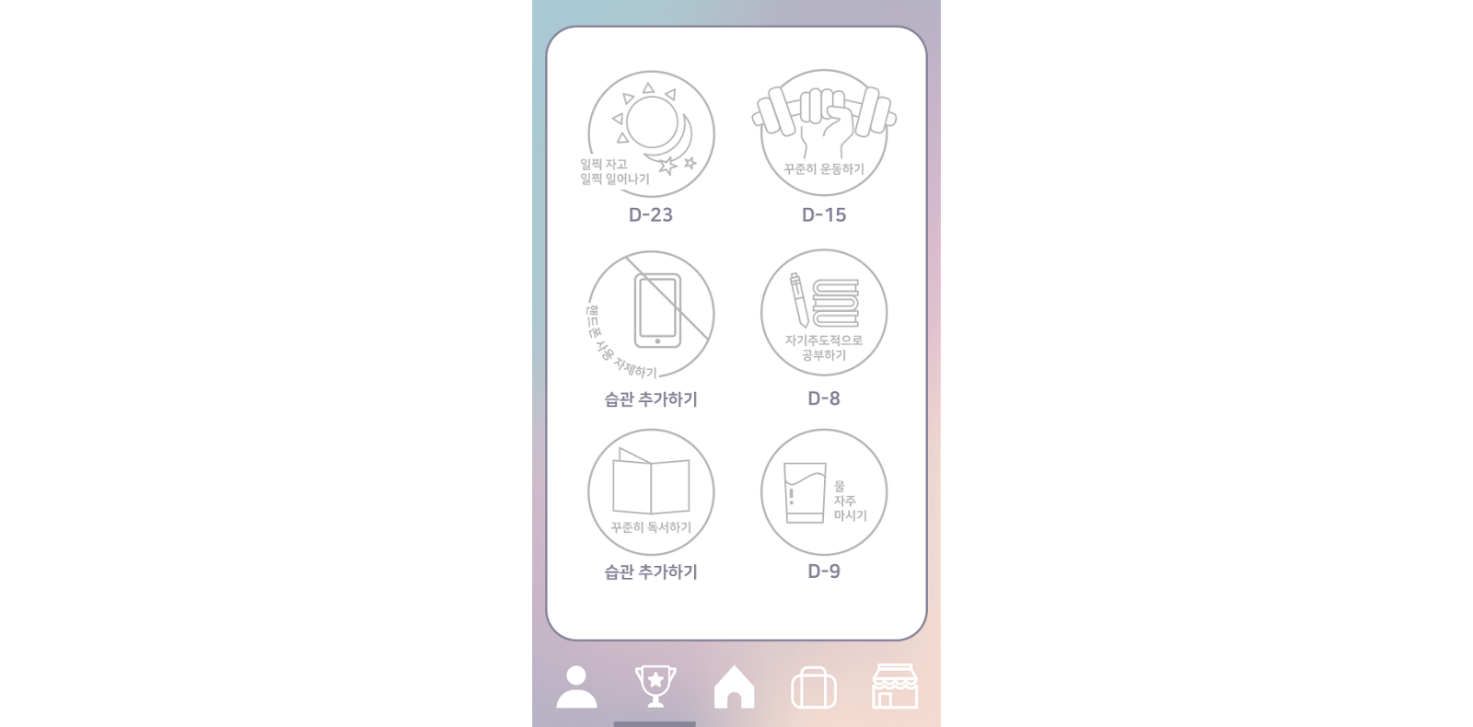 일찍 자고
일찍 일어나기
D-23
꾸준히 운동하기
D-15
핸드폰 사용 자제하기
습관 추가하기
자기주도적으로
공부하기
D-8
꾸준히 독서하기
습관 추가하기
물
자주
마시기
D-9